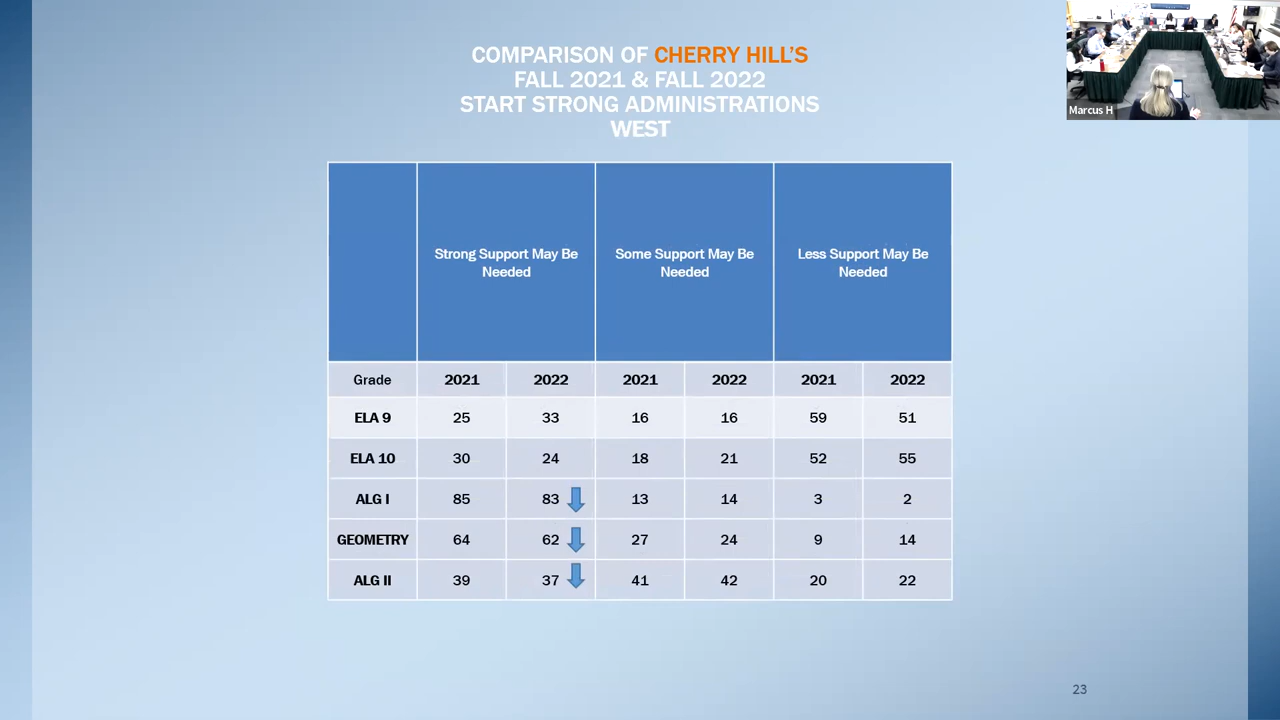 COMPARISON OF CHERRY HILL'S
FALL 2021 & FALL 2022
START STRONG ADMINISTRATIONS
WEST
Marcus H
Strong Support May Be Needed Some Support May Be Needed Less Support May Be Needed
Grade 2021 2022 2021 2022 2021 2022
ELA 9 25 33 16 16 59 51
ELA 10 30 24 18 21 52 55
ALG I 85 83 13 14 3 2
GEOMETRY 64 62 27 24 9 14
ALG II 39 37 41 42 20 22
23